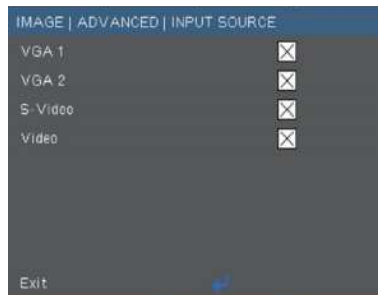 IMAGE | ADVANCED | INPUT SOURCE
VGA 1
VGA 2
S-Video
Video
Exit